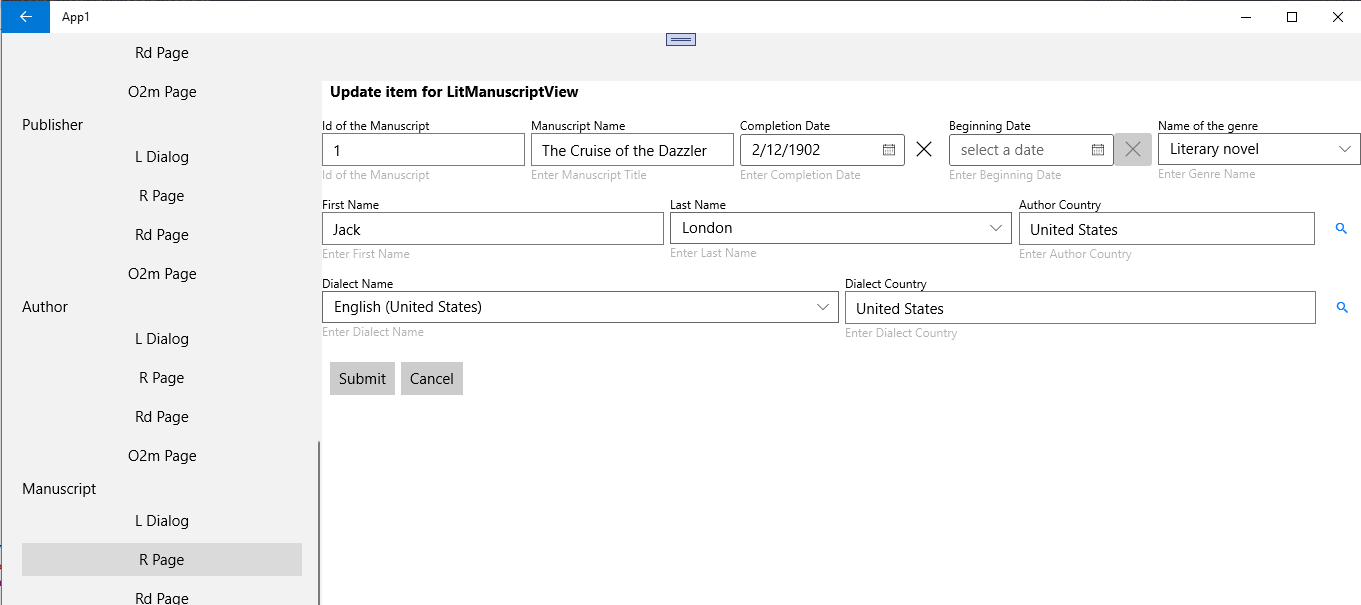 App1
Rd Page
O2m Page
Publisher
L Dialog
R Page
Rd Page
O2m Page
Author
L Dialog
R Page
Rd Page
O2m Page
Manuscript
L Dialog
R Page
Rd Page
Update item for LitManuscriptView
Id of the Manuscript Manuscript Name Completion Date Beginning Date Name of the genre
1 The Cruise of the Dazzler 2/12/1902 select a date Literary novel
Id of the Manuscript Enter Manuscript Title Enter Completion Date Enter Beginning Date Enter Genre Name
First Name Last Name Author Country
Jack London United States
Enter First Name Enter Last Name Enter Author Country
Dialect Name Dialect Country
English (United States) United States
Enter Dialect Name Enter Dialect Country
Submit Cancel